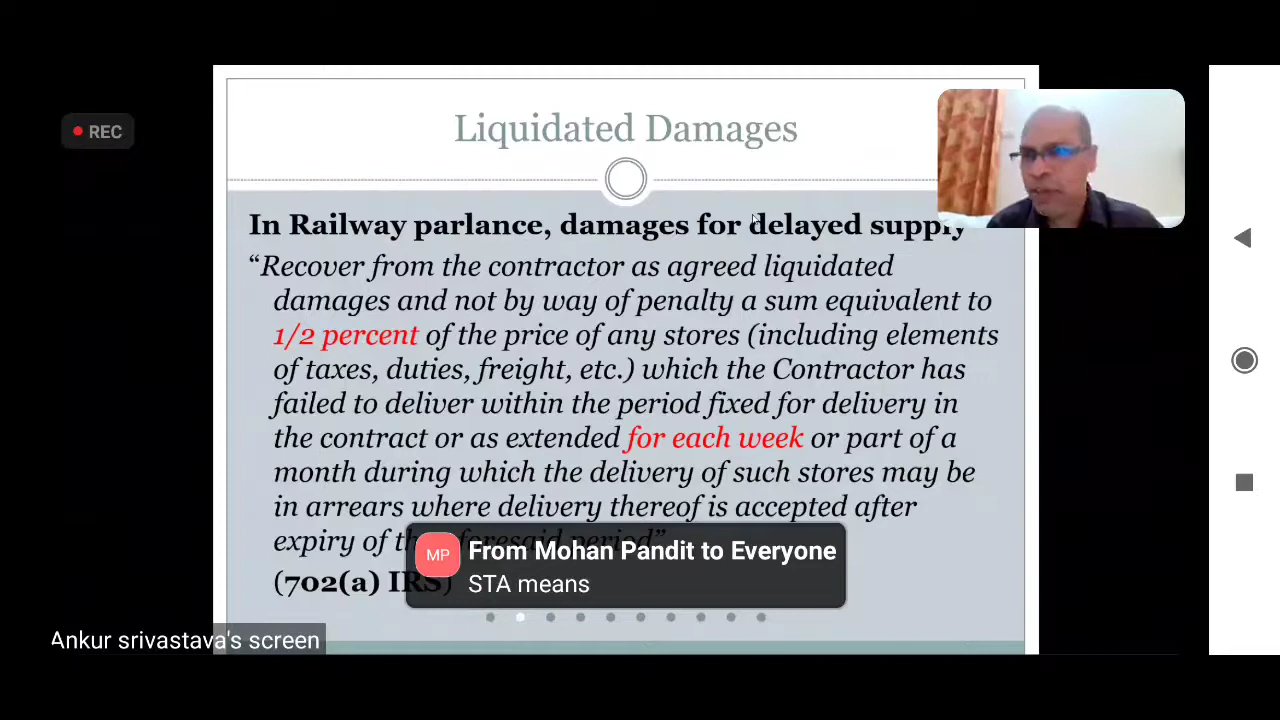 REC
Liquidated Damages
In Railway parlance, damages for delayed supply
“Recover from the contractor as agreed liquidated
damages and not by way of penalty a sum equivalent to
1/2 percent of the price of any stores (including elements
of taxes, duties, freight, etc.) which the Contractor has
failed to deliver within the period fixed for delivery in
the contract or as extended for each week or part of a
month during which the delivery of such stores may be
in arrears where delivery thereof is accepted after
expiry of the aforesaid period”
(702(a) IRS)
MP
From Mohan Pandit to Everyone
STA means
Ankur srivastava's screen